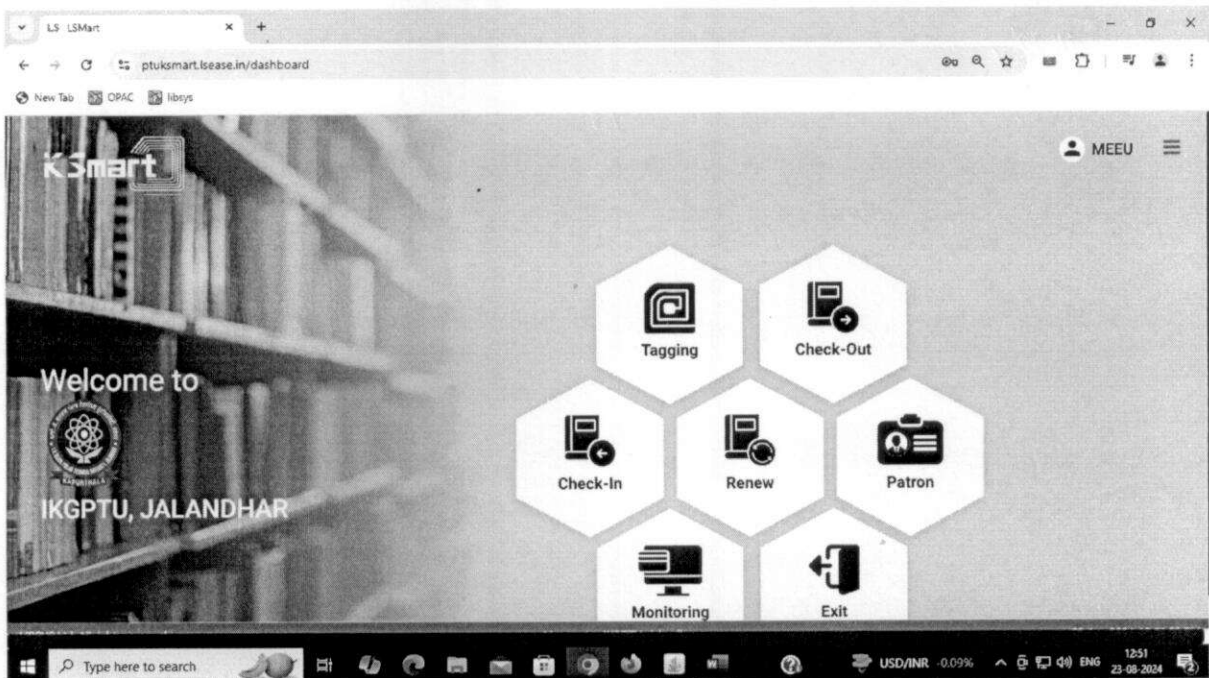 LS LSMart
ptuksmart.lsease.in/dashboard
New Tab OPAC libsys
KSmart
MEEU
Tagging
Check-Out
Welcome to
Check-In
Renew
Patron
KAPURTHALA
IKGPTU, JALANDHAR
Monitoring
Exit
Type here to search
USD/INR -0.09%
ENG
12:51
23-08-2024
2